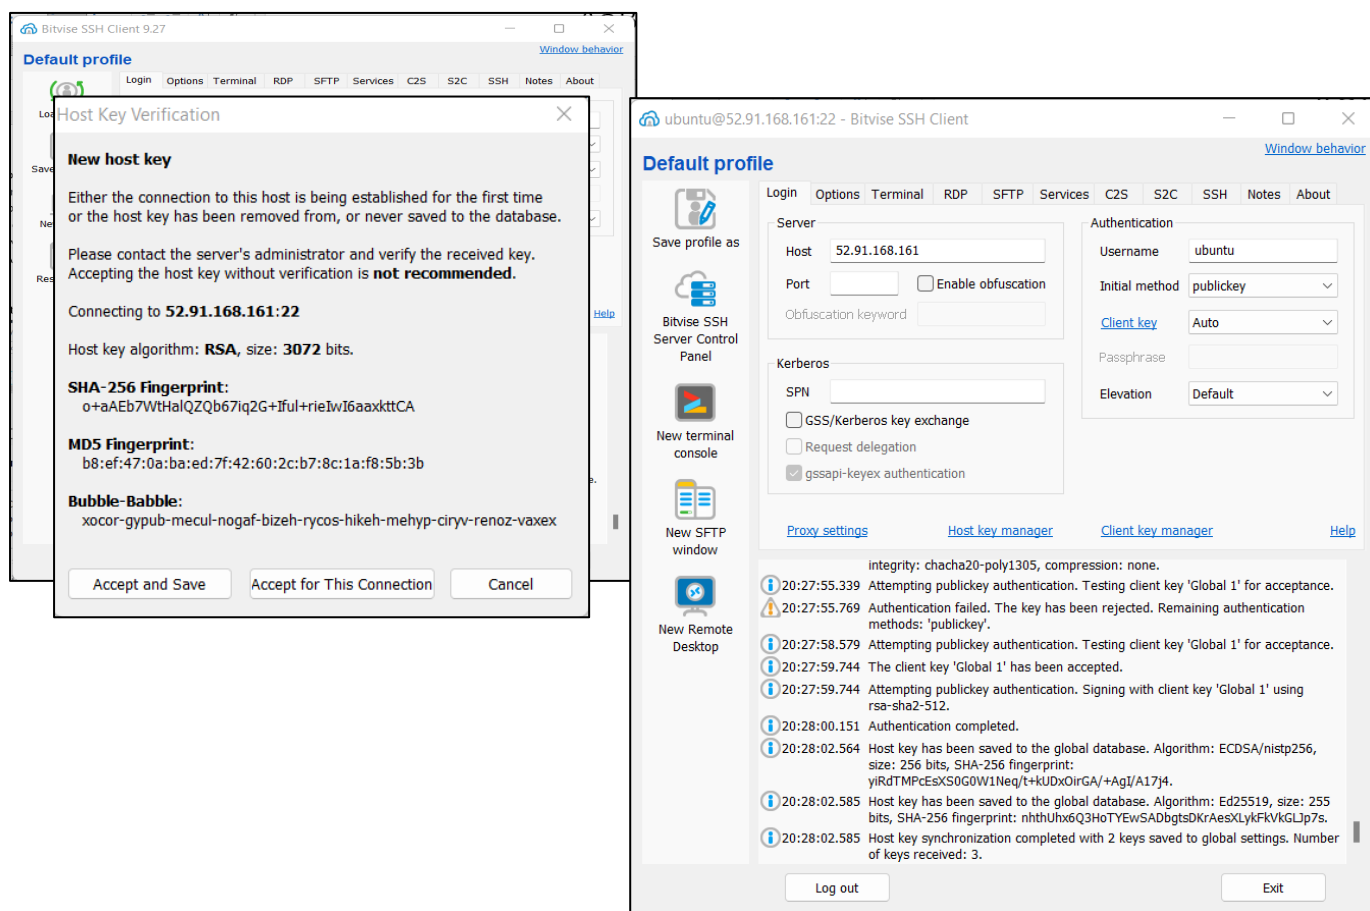 Bitvise SSH Client 9.27
Window behavior
Default profile
Login Options Terminal RDP SFTP Services C2S S2C SSH Notes About
Host Key Verification
New host key
Either the connection to this host is being established for the first time
or the host key has been removed from, or never saved to the database.
Please contact the server's administrator and verify the received key.
Accepting the host key without verification is not recommended.
Connecting to 52.91.168.161:22
Host key algorithm: RSA, size: 3072 bits.
SHA-256 Fingerprint:
o+aAEb7WtHalQZQb67iq2G+Iful+rieIwI6aaxkttCA
MD5 Fingerprint:
b8:ef:47:0a:ba:ed:7f:42:60:2c:b7:8c:1a:f8:5b:3b
Bubble-Babble:
xocor-gypub-mecul-nogaf-bizeh-rycos-hikeh-mehyp-ciryv-renoz-vaxex
Accept and Save Accept for This Connection Cancel
Loa
Save
Ne
Res
Help
e.
ubuntu@52.91.168.161:22 - Bitvise SSH Client
Window behavior
Default profile
Login Options Terminal RDP SFTP Services C2S S2C SSH Notes About
Save profile as
Bitvise SSH
Server Control
Panel
New terminal
console
New SFTP
window
New Remote
Desktop
Server
Host 52.91.168.161
Port Enable obfuscation
Obfuscation keyword
Kerberos
SPN
GSS/Kerberos key exchange
Request delegation
gssapi-keyex authentication
Authentication
Username ubuntu
Initial method publickey
Client key Auto
Passphrase
Elevation Default
Proxy settings Host key manager Client key manager Help
integrity: chacha20-poly1305, compression: none.
20:27:55.339 Attempting publickey authentication. Testing client key 'Global 1' for acceptance.
20:27:55.769 Authentication failed. The key has been rejected. Remaining authentication
methods: 'publickey'.
20:27:58.579 Attempting publickey authentication. Testing client key 'Global 1' for acceptance.
20:27:59.744 The client key 'Global 1' has been accepted.
20:27:59.744 Attempting publickey authentication. Signing with client key 'Global 1' using
rsa-sha2-512.
20:28:00.151 Authentication completed.
20:28:02.564 Host key has been saved to the global database. Algorithm: ECDSA/nistp256,
size: 256 bits, SHA-256 fingerprint:
yiRdTMPcEsXS0G0W1Neq/t+kUDxOirGA/+AgI/A17j4.
20:28:02.585 Host key has been saved to the global database. Algorithm: Ed25519, size: 255
bits, SHA-256 fingerprint: nhthUhx6Q3HoTYEwSADbgtsDKrAesXLykFkVkGLJp7s.
20:28:02.585 Host key synchronization completed with 2 keys saved to global settings. Number
of keys received: 3.
Log out Exit